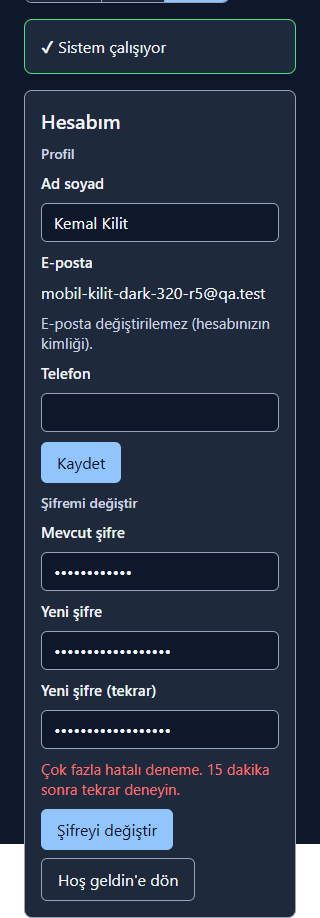 ✓ Sistem çalışıyor
Hesabım
Profil
Ad soyad
Kemal Kilit
E-posta
mobil-kilit-dark-320-r5@qa.test
E-posta değiştirilemez (hesabınızın
kimliği).
Telefon
Kaydet
Şifremi değiştir
Mevcut şifre
••••••••••••
Yeni şifre
••••••••••••••••••
Yeni şifre (tekrar)
••••••••••••••••••
Çok fazla hatalı deneme. 15 dakika
sonra tekrar deneyin.
Şifreyi değiştir
Hoş geldin'e dön